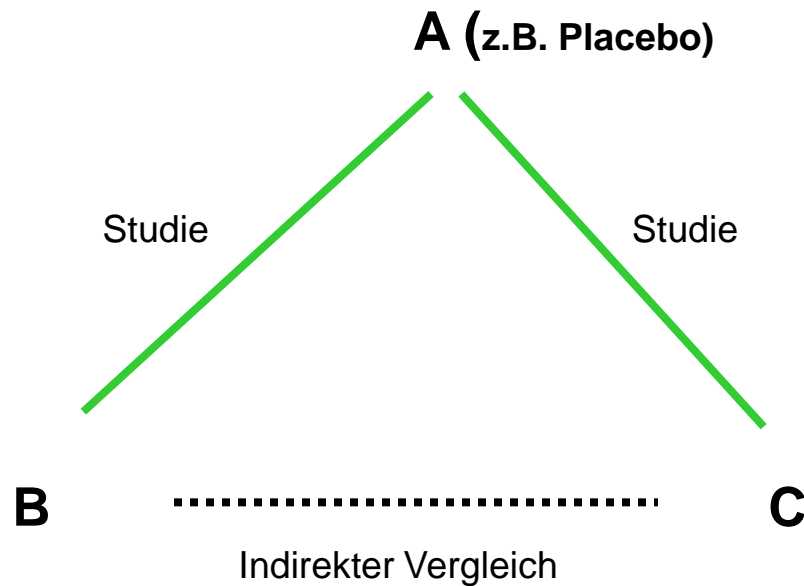 A (z.B. Placebo)
Studie
Studie
B
C
Indirekter Vergleich